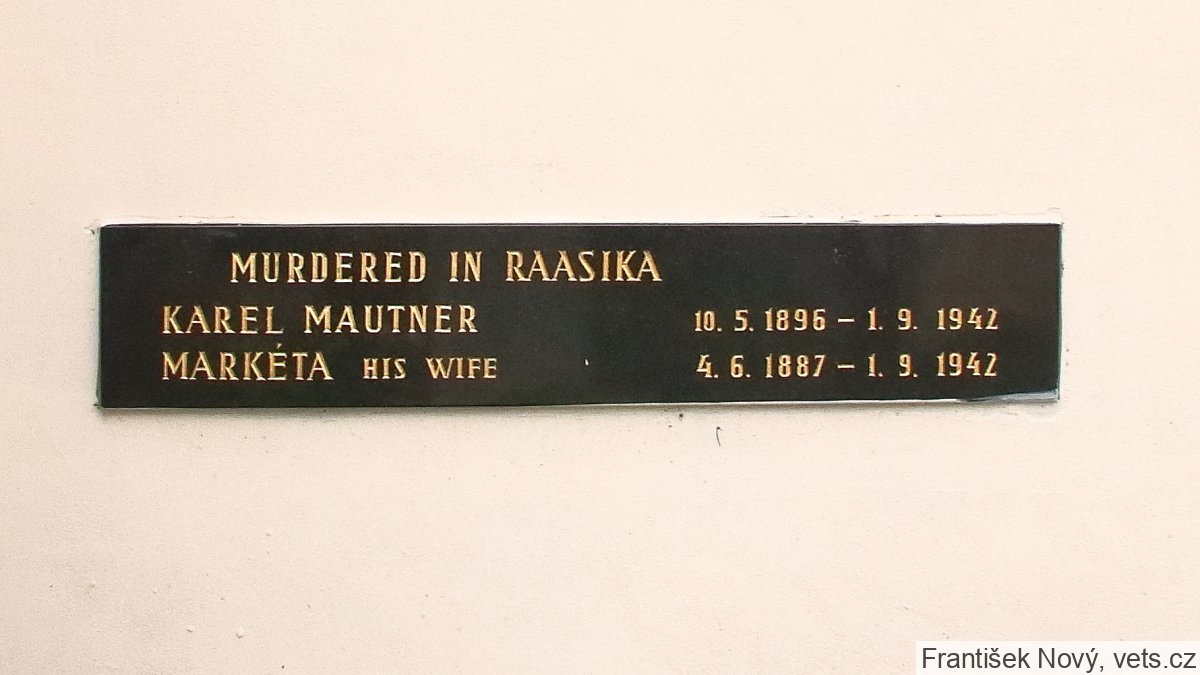 MURDERED IN RAASIKA
KAREL MAUTNER 10. 5. 1896 – 1. 9. 1942
MARKÉTA HIS WIFE 4. 6. 1887 – 1. 9. 1942
František Nový, vets.cz